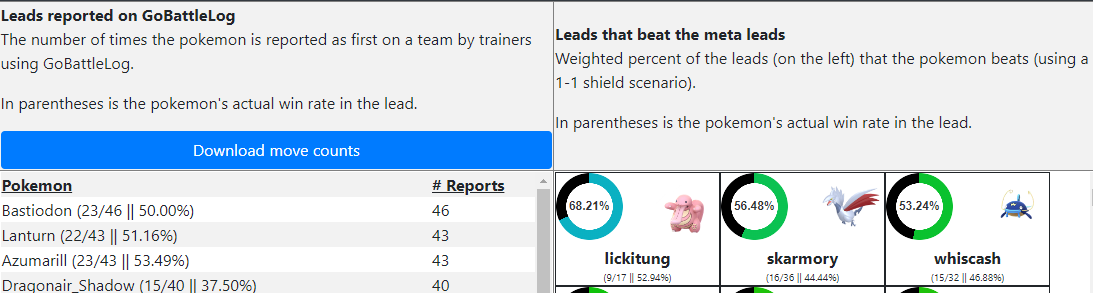 Leads reported on GoBattleLog
The number of times the pokemon is reported as first on a team by trainers
using GoBattleLog.
In parentheses is the pokemon's actual win rate in the lead.
Download move counts
Pokemon # Reports
Bastiodon (23/46 || 50.00%) 46
Lanturn (22/43 || 51.16%) 43
Azumarill (23/43 || 53.49%) 43
Dragonair_Shadow (15/40 || 37.50%) 40
Leads that beat the meta leads
Weighted percent of the leads (on the left) that the pokemon beats (using a
1-1 shield scenario).
In parentheses is the pokemon's actual win rate in the lead.
68.21% 56.48% 53.24%
lickitung skarmory whiscash
(9/17 || 52.94%) (16/36 || 44.44%) (15/32 || 46.88%)